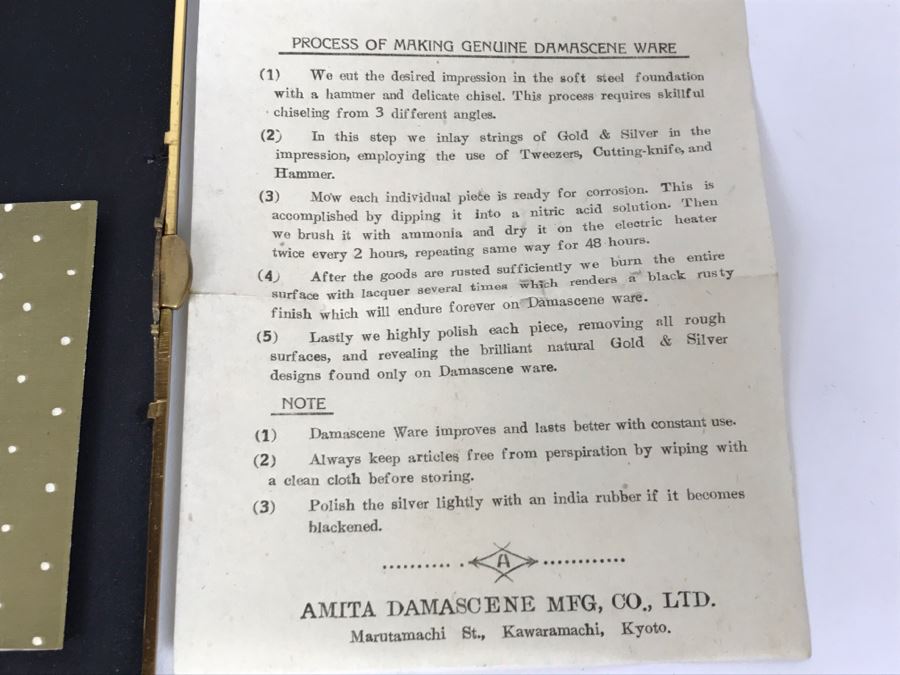 PROCESS OF MAKING GENUINE DAMASCENE WARE
(1) We eut the desired impression in the soft steel foundation
with a hammer and delicate chisel. This process requires skillful
chiseling from 3 different angles.
(2) In this step we inlay strings of Gold & Silver in the
impression, employing the use of Tweezers, Cutting-knife, and
Hammer.
(3) Mow each individual piece is ready for corrosion. This is
accomplished by dipping it into a nitric acid solution. Then
we brush it with ammonia and dry it on the electric heater
twice every 2 hours, repeating same way for 48 hours.
(4) After the goods are rusted sufficiently we burn the entire
surface with lacquer several times which renders a black rusty
finish which will endure forever on Damascene ware.
(5) Lastly we highly polish each piece, removing all rough
surfaces, and revealing the brilliant natural Gold & Silver
designs found only on Damascene ware.
NOTE
(1) Damascene Ware improves and lasts better with constant use.
(2) Always keep articles free from perspiration by wiping with
a clean cloth before storing.
(3) Polish the silver lightly with an india rubber if it becomes
blackened.
A
AMITA DAMASCENE MFG, CO., LTD.
Marutamachi St., Kawaramachi, Kyoto.